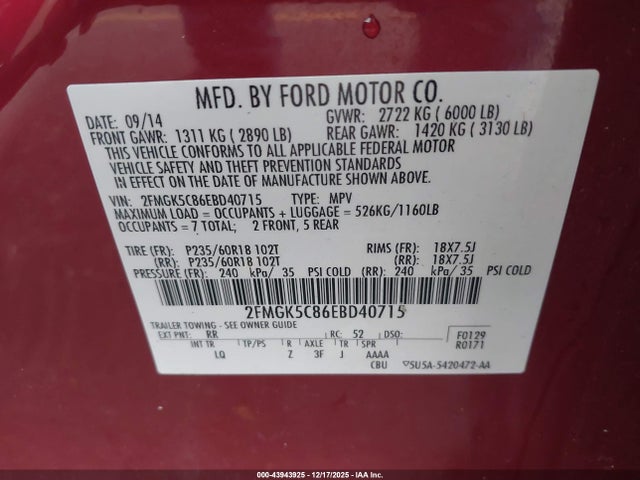 MFD. BY FORD MOTOR CO.
DATE: 09/14 GVWR: 2722 KG ( 6000 LB)
FRONT GAWR: 1311 KG ( 2890 LB) REAR GAWR: 1420 KG ( 3130 LB)
THIS VEHICLE CONFORMS TO ALL APPLICABLE FEDERAL MOTOR
VEHICLE SAFETY AND THEFT PREVENTION STANDARDS
IN EFFECT ON THE DATE OF MANUFACTURE SHOWN ABOVE.
VIN: 2FMGK5C86EBD40715 TYPE: MPV
MAXIMUM LOAD = OCCUPANTS + LUGGAGE = 526KG/1160LB
OCCUPANTS = 7 TOTAL; 2 FRONT, 5 REAR
TIRE (FR): P235/60R18 102T RIMS (FR): 18X7.5J
(RR): P235/60R18 102T (RR): 18X7.5J
PRESSURE (FR): 240 kPa/ 35 PSI COLD (RR): 240 kPa/ 35 PSI COLD
2FMGK5C86EBD40715
TRAILER TOWING - SEE OWNER GUIDE
EXT PNT: RR RC: 52 DSO: F0129
INT TR TP/PS R AXLE TR SPR R0171
LQ Z 3F J AAAA
CBU 5U5A-5420472-AA
000-43943925 - 12/17/2025 - IAA Inc.